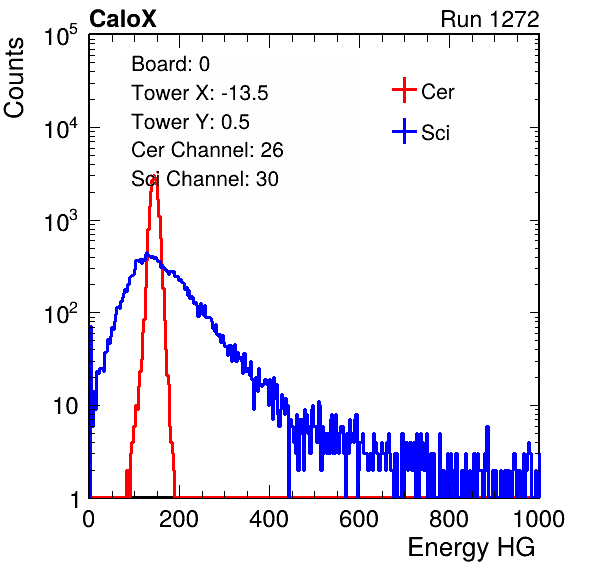 CaloX Run 1272
Counts
10^5
10^4
10^3
10^2
10
1
Board: 0
Tower X: -13.5
Tower Y: 0.5
Cer Channel: 26
Sci Channel: 30
Cer
Sci
0 200 400 600 800 1000
Energy HG